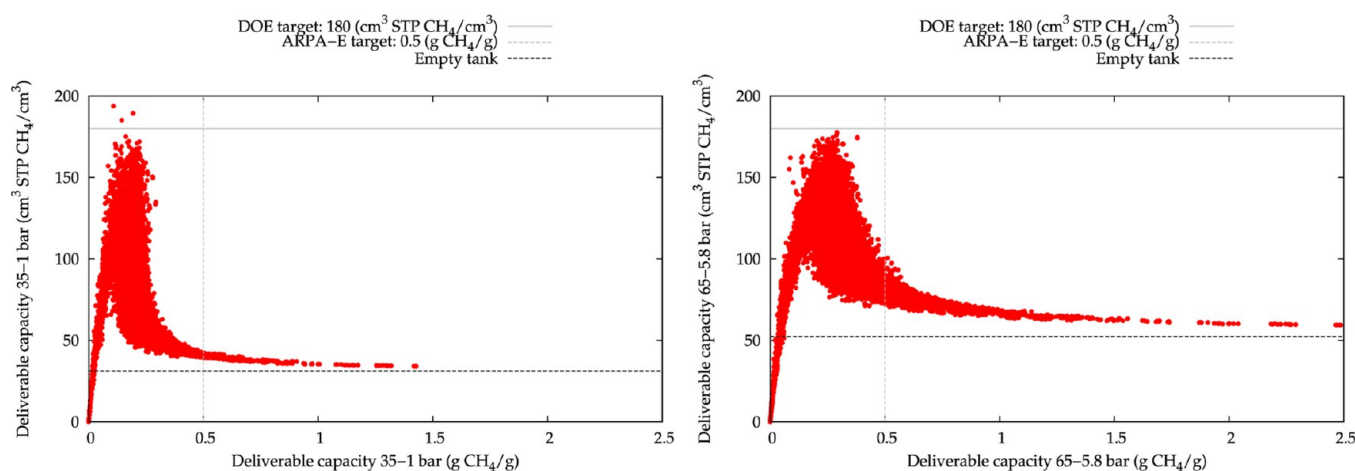 DOE target: 180 (cm³ STP CH₄/cm³)
ARPA−E target: 0.5 (g CH₄/g)
Empty tank
Deliverable capacity 35−1 bar (cm³ STP CH₄/cm³)
200
150
100
50
0
0 0.5 1 1.5 2 2.5
Deliverable capacity 35−1 bar (g CH₄/g)
DOE target: 180 (cm³ STP CH₄/cm³)
ARPA−E target: 0.5 (g CH₄/g)
Empty tank
Deliverable capacity 65−5.8 bar (cm³ STP CH₄/cm³)
200
150
100
50
0
0 0.5 1 1.5 2 2.5
Deliverable capacity 65−5.8 bar (g CH₄/g)